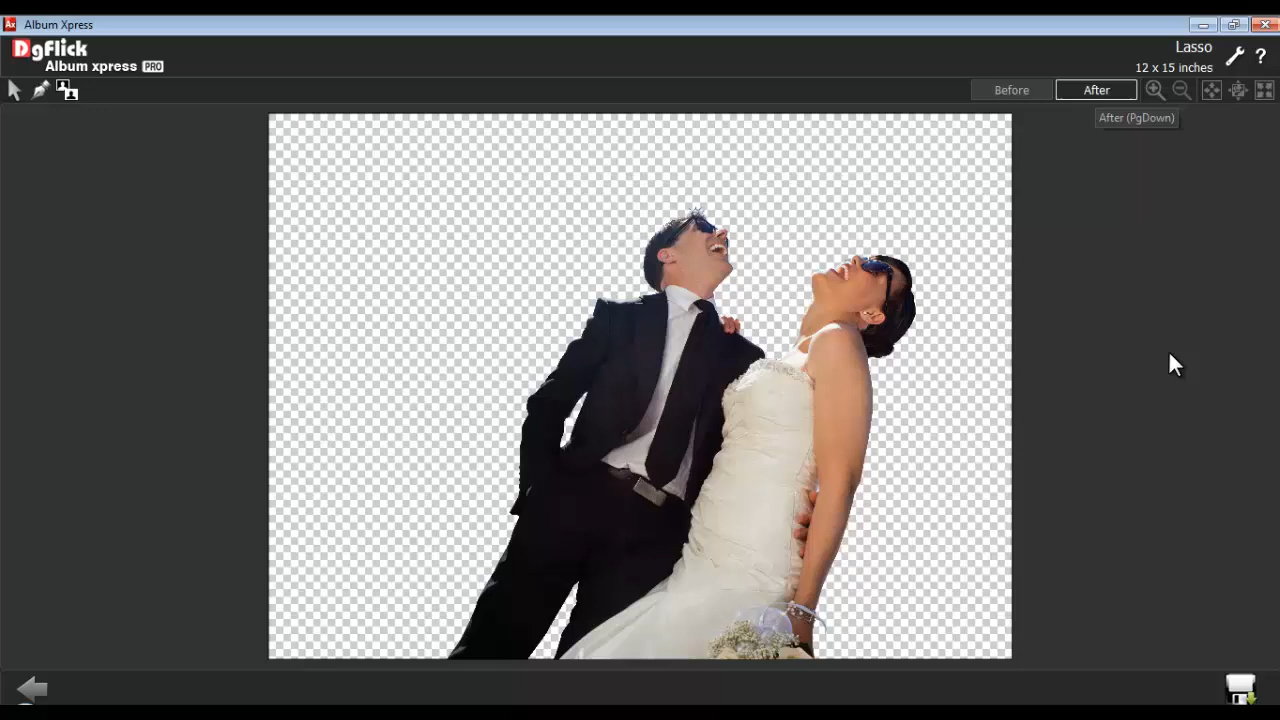 Album Xpress
DgFlick
Album xpress PRO
Lasso
12 x 15 inches
?
Before
After
After (PgDown)